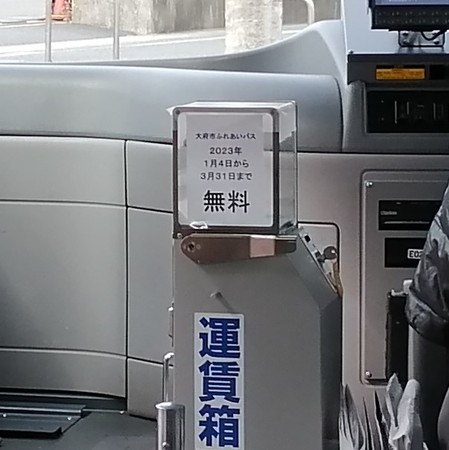 大府市ふれあいバス
2023年
1月4日から
3月31日まで
無料
Clarion
運賃箱